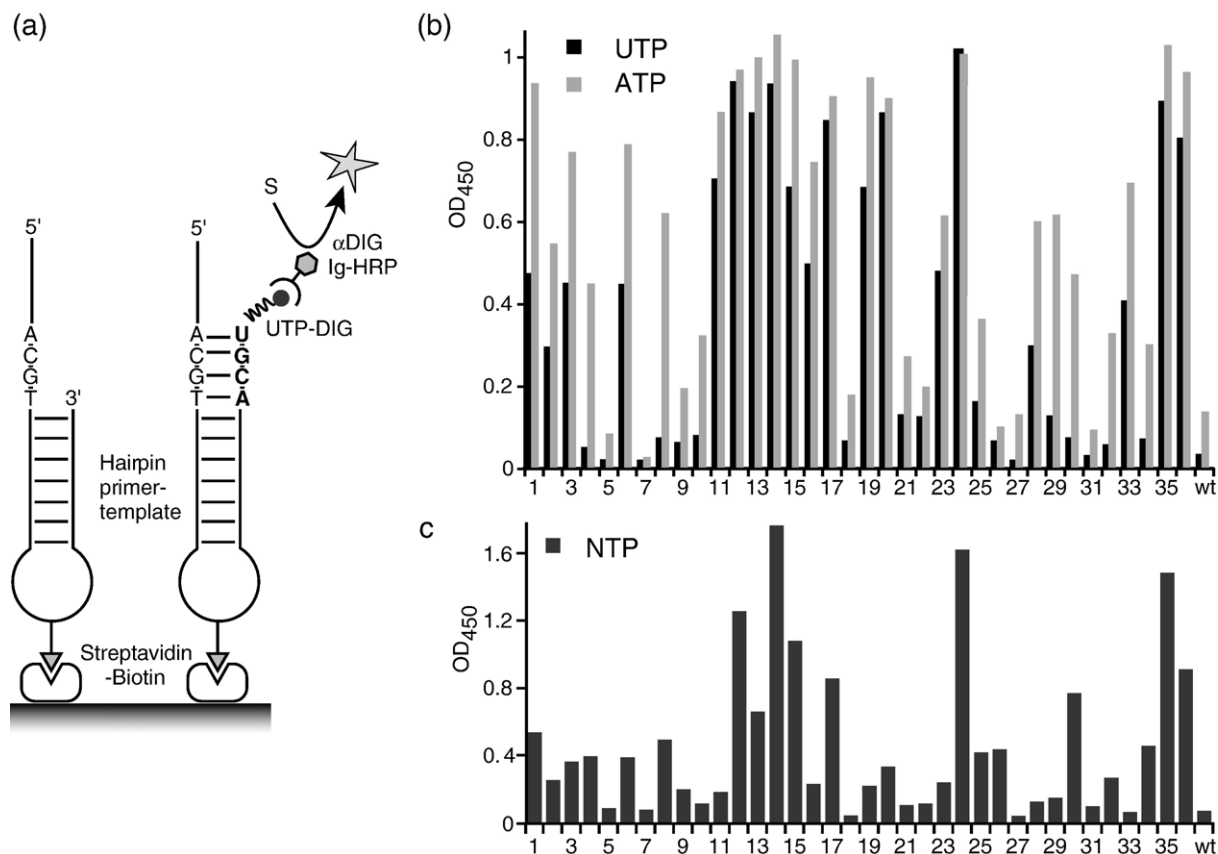 (a)
5'
A
C
G
T
3'
Hairpin
primer-
template
Streptavidin
-Biotin
5'
A
C
G
T
U
G
C
A
S
αDIG
Ig-HRP
UTP-DIG
(b)
UTP
ATP
OD450
1
0.8
0.6
0.4
0.2
0
1 3 5 7 9 11 13 15 17 19 21 23 25 27 29 31 33 35 wt
c
NTP
OD450
1.6
1.2
0.8
0.4
0
1 3 5 7 9 11 13 15 17 19 21 23 25 27 29 31 33 35 wt